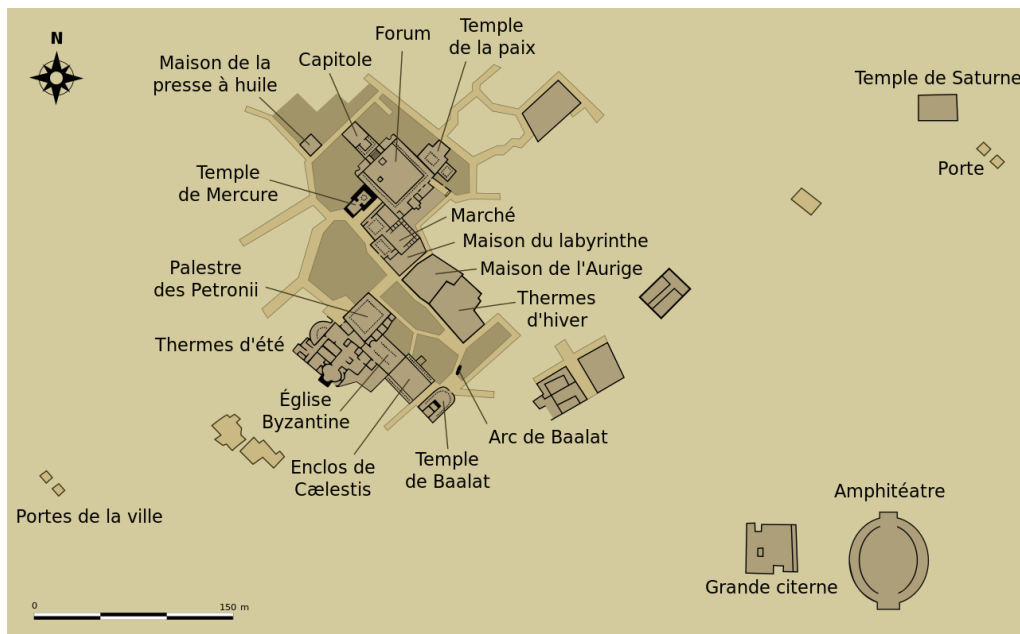 N
Forum
Temple
de la paix
Capitole
Maison de la
presse à huile
Temple de Saturne
Porte
Temple
de Mercure
Marché
Maison du labyrinthe
Maison de l'Aurige
Palestre
des Petronii
Thermes
d'hiver
Thermes d'été
Église
Byzantine
Arc de Baalat
Enclos de
Cælestis
Temple
de Baalat
Portes de la ville
Amphitéatre
Grande citerne
0
150 m